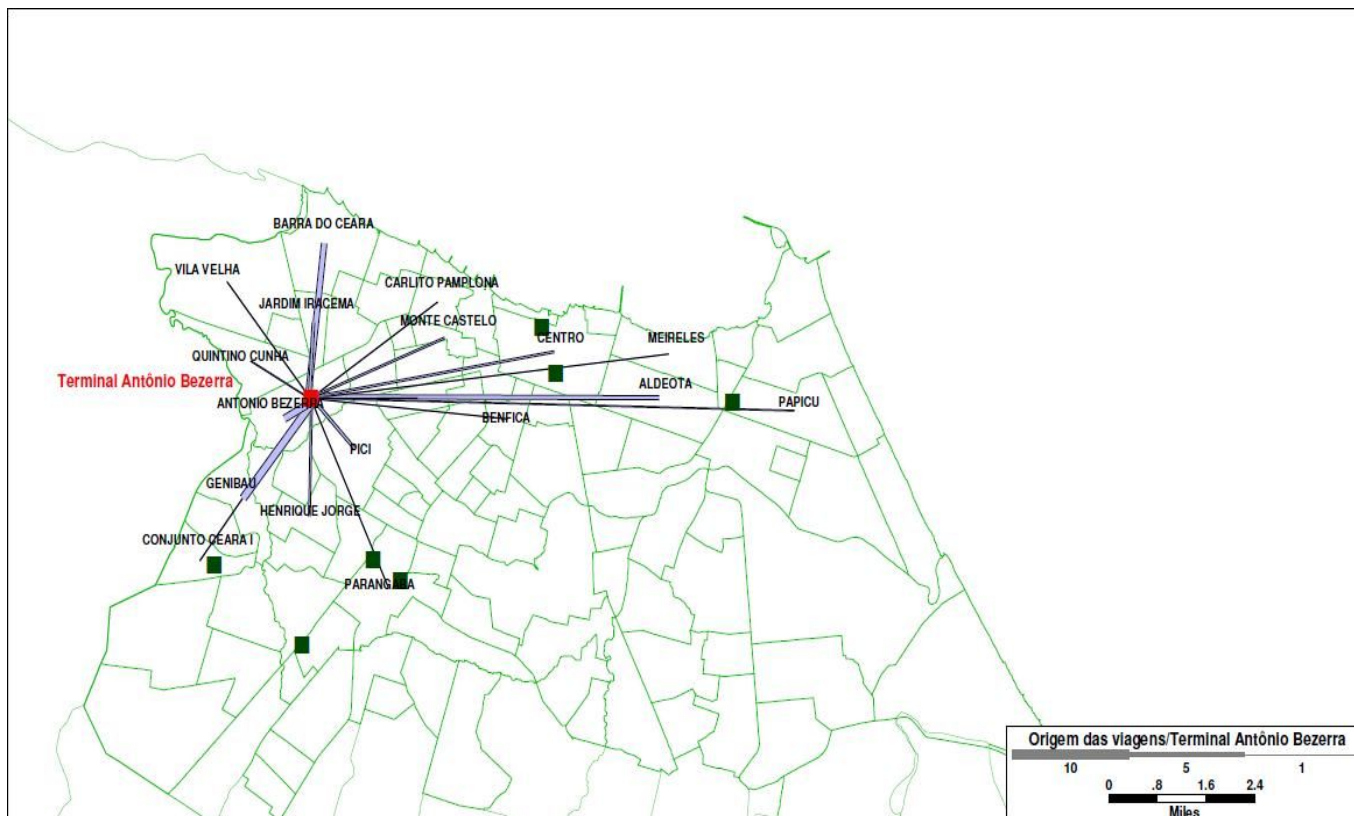 BARRA DO CEARA
VILA VELHA
CARLITO PAMPLONA
JARDIM IRACEMA
MONTE CASTELO
CENTRO
MEIRELES
QUINTINO CUNHA
Terminal Antônio Bezerra
ALDEOTA
ANTONIO BEZERRA
PAPICU
BENFICA
PICI
GENIBAU
HENRIQUE JORGE
CONJUNTO CEARA I
PARANGABA
Origem das viagens/Terminal Antônio Bezerra
10 5 1
0 .8 1.6 2.4
Miles